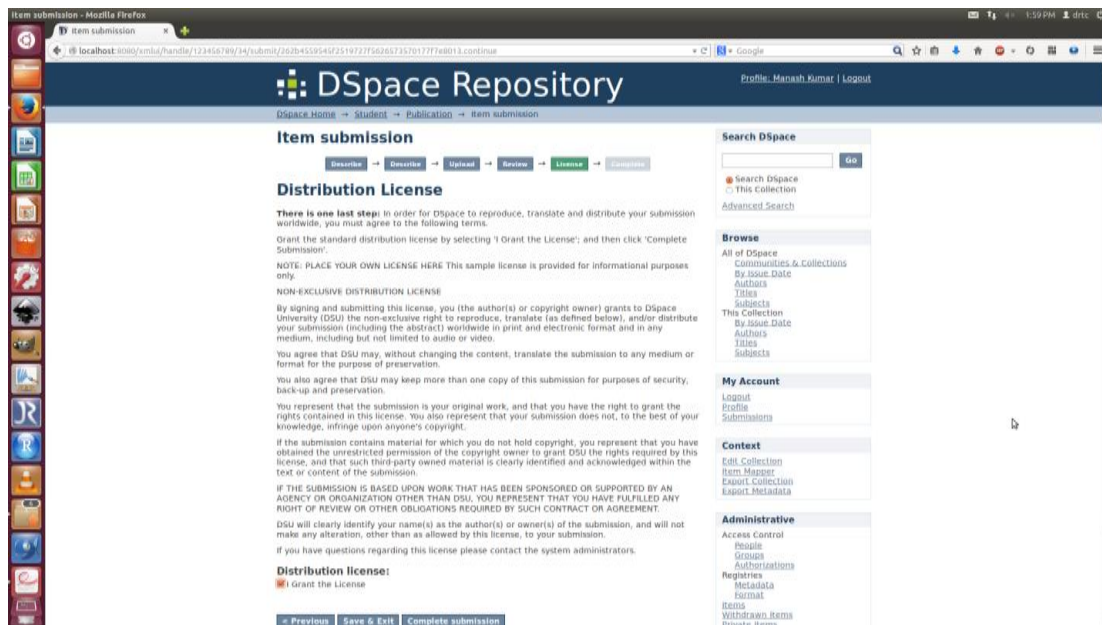 Item submission - Mozilla Firefox
1:59 PM drtc
Item submission
Google
DSpace Repository
Profile: Manash Kumar | Logout
DSpace Home → Student → Publication → Item submission
Item submission
Describe → Describe → Upload → Review → License → Complete
Distribution License
There is one last step: In order for DSpace to reproduce, translate and distribute your submission
worldwide, you must agree to the following terms.
Grant the standard distribution license by selecting 'I Grant the License'; and then click 'Complete
Submission'.
NOTE: PLACE YOUR OWN LICENSE HERE This sample license is provided for informational purposes
only.
NON-EXCLUSIVE DISTRIBUTION LICENSE
By signing and submitting this license, you (the author(s) or copyright owner) grants to DSpace
University (DSU) the non-exclusive right to reproduce, translate (as defined below), and/or distribute
your submission (including the abstract) worldwide in print and electronic format and in any
medium, including but not limited to audio or video.
You agree that DSU may, without changing the content, translate the submission to any medium or
format for the purpose of preservation.
You also agree that DSU may keep more than one copy of this submission for purposes of security,
back-up and preservation.
You represent that the submission is your original work, and that you have the right to grant the
rights contained in this license. You also represent that your submission does not, to the best of your
knowledge, infringe upon anyone's copyright.
If the submission contains material for which you do not hold copyright, you represent that you have
obtained the unrestricted permission of the copyright owner to grant DSU the rights required by this
license, and that such third-party owned material is clearly identified and acknowledged within the
text or content of the submission.
IF THE SUBMISSION IS BASED UPON WORK THAT HAS BEEN SPONSORED OR SUPPORTED BY AN
AGENCY OR ORGANIZATION OTHER THAN DSU, YOU REPRESENT THAT YOU HAVE FULFILLED ANY
RIGHT OF REVIEW OR OTHER OBLIGATIONS REQUIRED BY SUCH CONTRACT OR AGREEMENT.
DSU will clearly identify your name(s) as the author(s) or owner(s) of the submission, and will not
make any alteration, other than as allowed by this license, to your submission.
If you have questions regarding this license please contact the system administrators.
Distribution license:
I Grant the License
< Previous Save & Exit Complete submission
Search DSpace
Go
Search DSpace
This Collection
Advanced Search
Browse
All of DSpace
Communities & Collections
By Issue Date
Authors
Titles
Subjects
This Collection
By Issue Date
Authors
Titles
Subjects
My Account
Logout
Profile
Submissions
Context
Edit Collection
Item Mapper
Export Collection
Export Metadata
Administrative
Access Control
People
Groups
Authorizations
Registries
Metadata
Format
Items
Withdrawn Items
Private Items